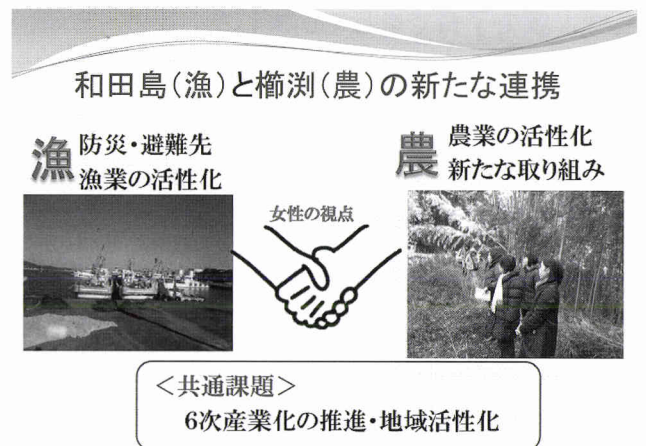 和田島(漁)と櫛渕(農)の新たな連携
漁 防災・避難先
漁業の活性化
農 農業の活性化
新たな取り組み
女性の視点
＜共通課題＞
6次産業化の推進・地域活性化